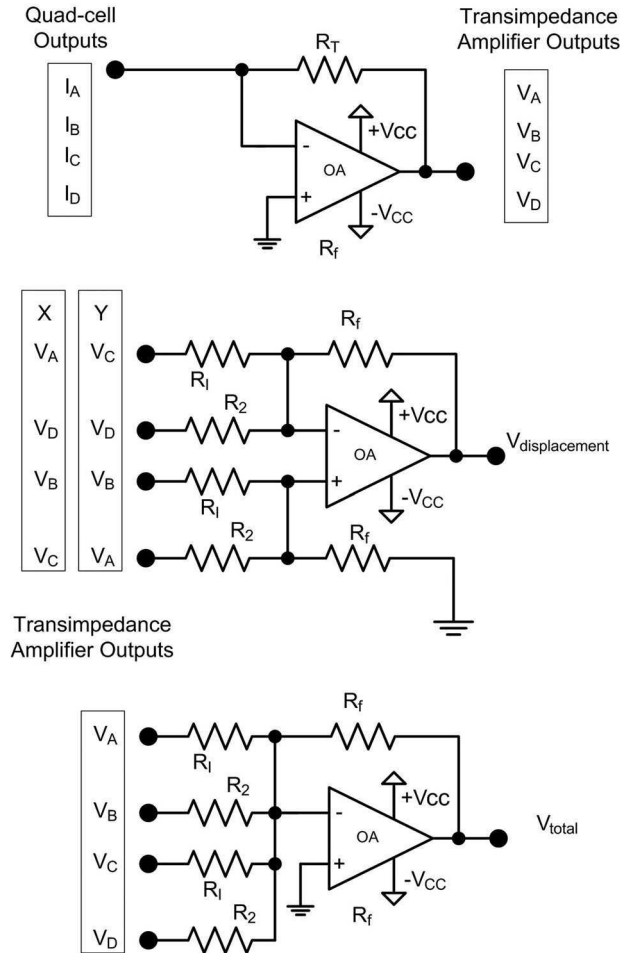 Quad-cell
Outputs
Transimpedance
Amplifier Outputs
R_T
I_A
I_B
I_C
I_D
V_A
V_B
V_C
V_D
+Vcc
-
OA
+
-V_CC
R_f
X
Y
R_f
V_A
V_C
R_I
V_D
V_D
R_2
+Vcc
-
OA
V_displacement
V_B
V_B
+
R_I
-V_CC
R_2
R_f
V_C
V_A
Transimpedance
Amplifier Outputs
R_f
V_A
R_I
R_2
+Vcc
V_B
-
OA
V_total
V_C
+
R_I
-V_CC
R_2
R_f
V_D